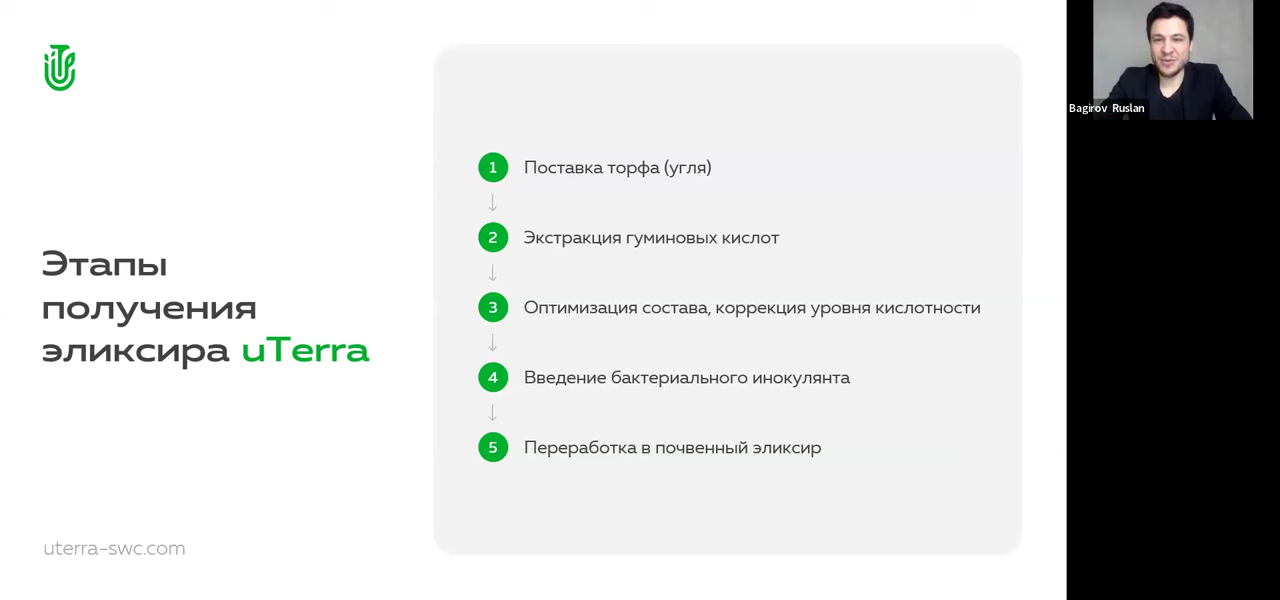 Этапы
получения
эликсира uTerra
uterra-swc.com
1 Поставка торфа (угля)
2 Экстракция гуминовых кислот
3 Оптимизация состава, коррекция уровня кислотности
4 Введение бактериального инокулянта
5 Переработка в почвенный эликсир
Bagirov Ruslan